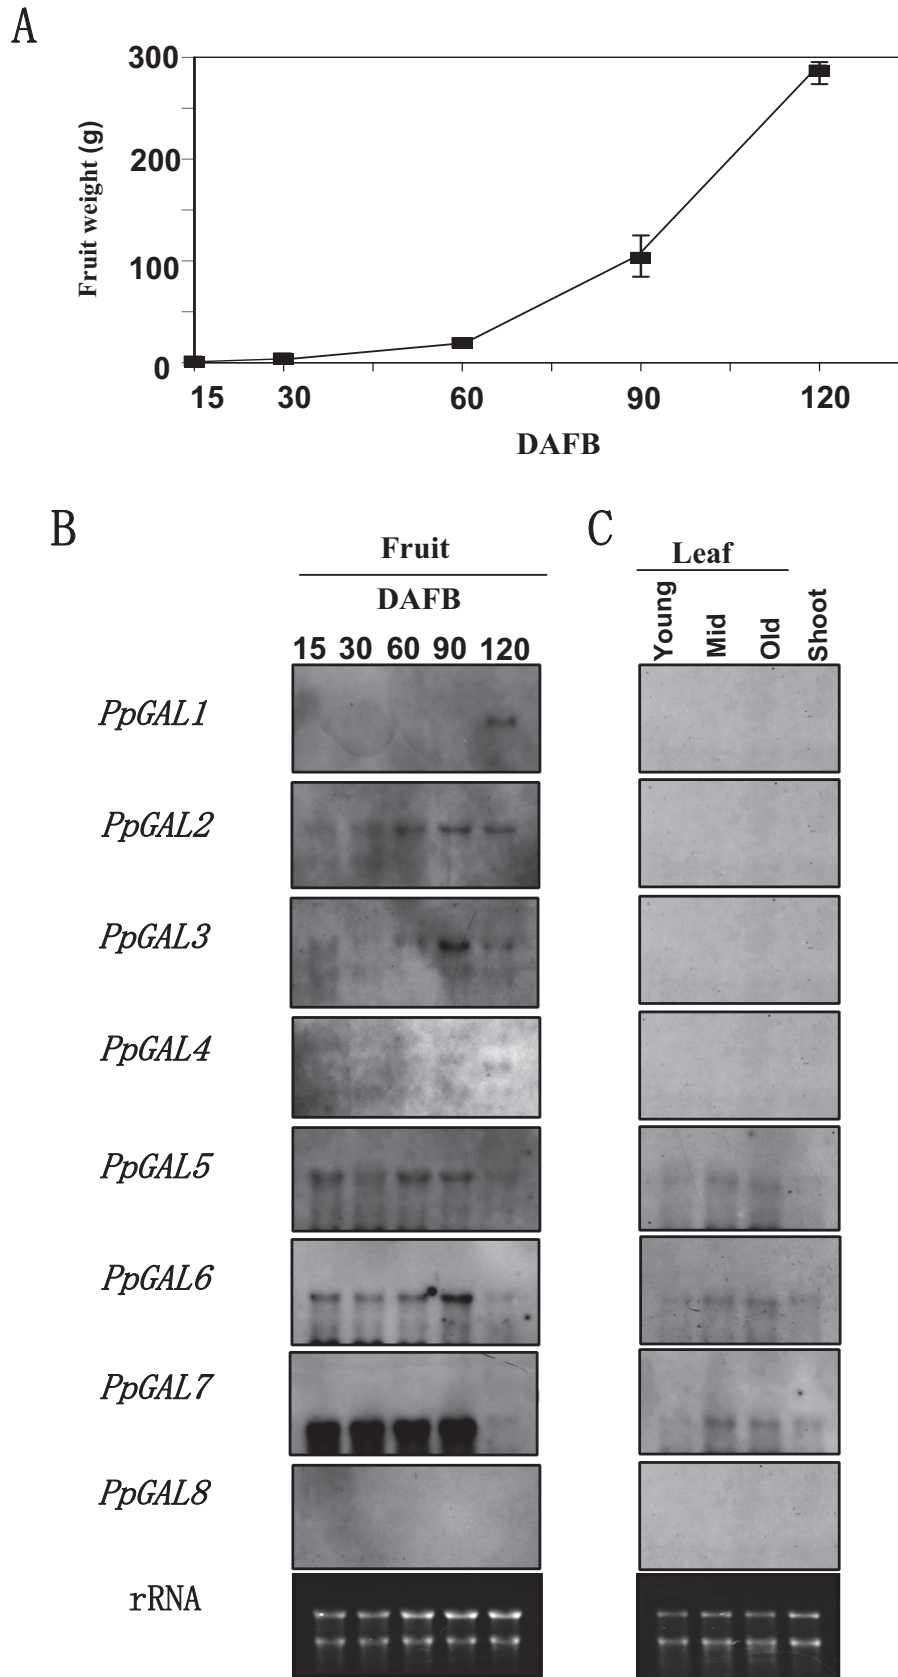 A
300
200
100
0
Fruit weight (g)
15 30 60 90 120
DAFB
B
Fruit
DAFB
15 30 60 90 120
C
Leaf
Young Mid Old Shoot
PpGAL1
PpGAL2
PpGAL3
PpGAL4
PpGAL5
PpGAL6
PpGAL7
PpGAL8
rRNA